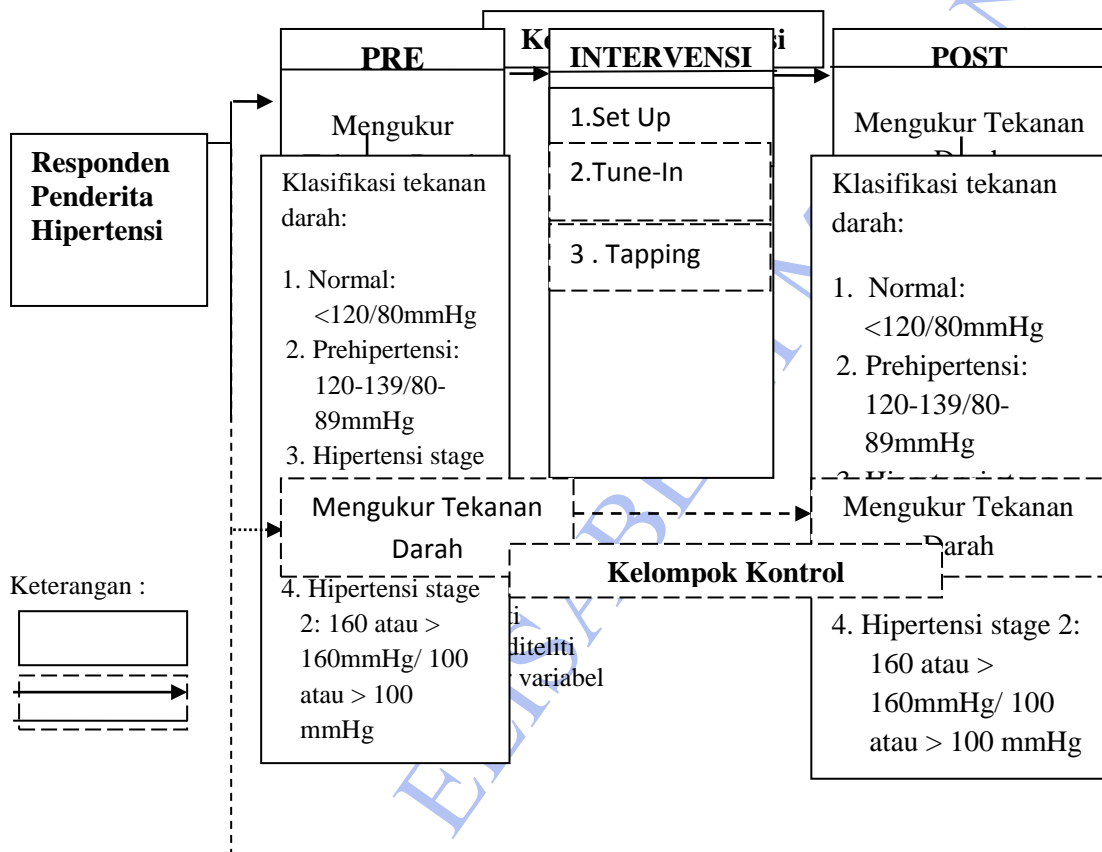 PRE
INTERVENSI
POST
Mengukur
Mengukur Tekanan
Responden
Penderita
Hipertensi
Klasifikasi tekanan
darah:
1. Normal:
<120/80mmHg
2. Prehipertensi:
120-139/80-
89mmHg
3. Hipertensi stage
4. Hipertensi stage
2: 160 atau >
160mmHg/ 100
atau > 100
mmHg
1.Set Up
2.Tune-In
3 . Tapping
Klasifikasi tekanan
darah:
1. Normal:
<120/80mmHg
2. Prehipertensi:
120-139/80-
89mmHg
4. Hipertensi stage 2:
160 atau >
160mmHg/ 100
atau > 100 mmHg
Mengukur Tekanan
Darah
Mengukur Tekanan
Darah
Kelompok Kontrol
Keterangan :
diteliti
variabel